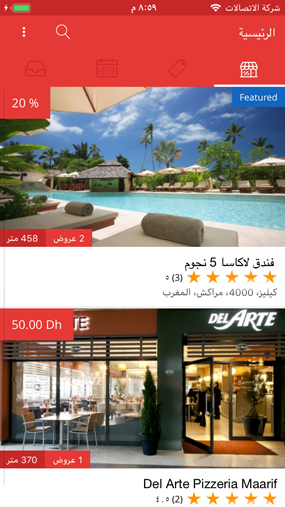 شركة الاتصالات ٨:٥٩ م
الرئيسية
20 %
Featured
2 عروض 458 متر
فندق لاكاسا 5 نجوم
٥ (3)
كيليز، 4000، مراكش، المغرب
50.00 Dh
TE
DEL ARTE
1 عروض 370 متر
Del Arte Pizzeria Maarif
٤.٥ (2)